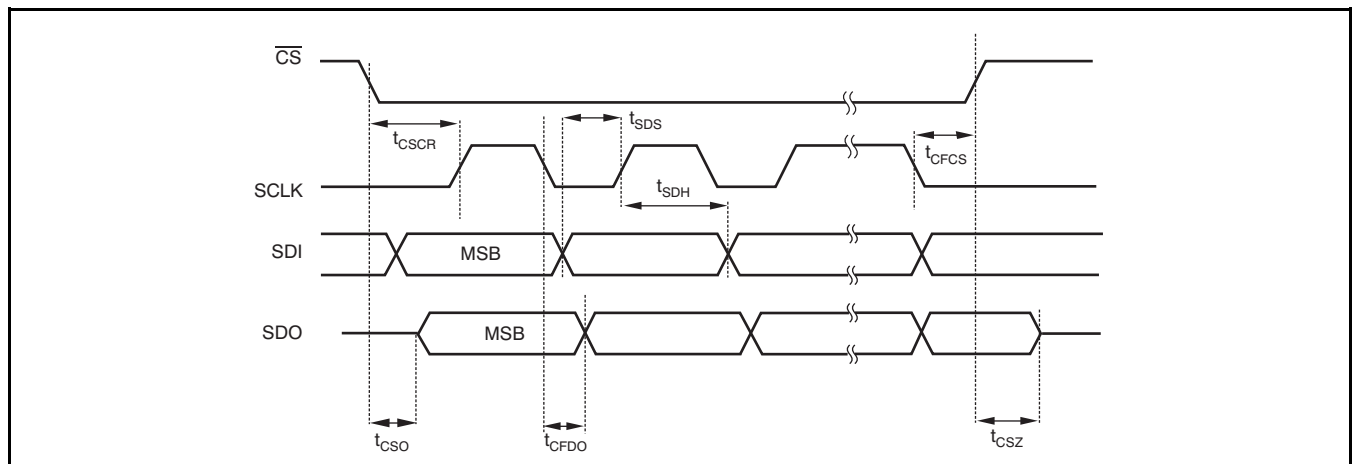 CS
tSDS
tCSCR
tCFCS
SCLK
tSDH
SDI
MSB
SDO
MSB
tCSO
tCFDO
tCSZ